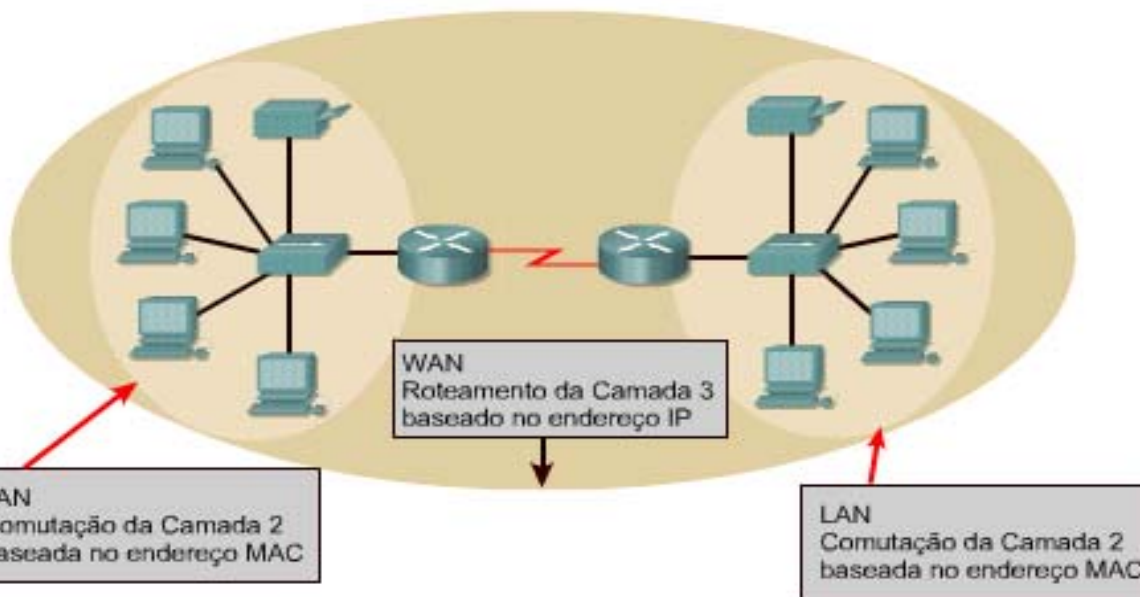 WAN
Roteamento da Camada 3
baseado no endereço IP
AN
omutação da Camada 2
aseada no endereço MAC
LAN
Comutação da Camada 2
baseada no endereço MAC